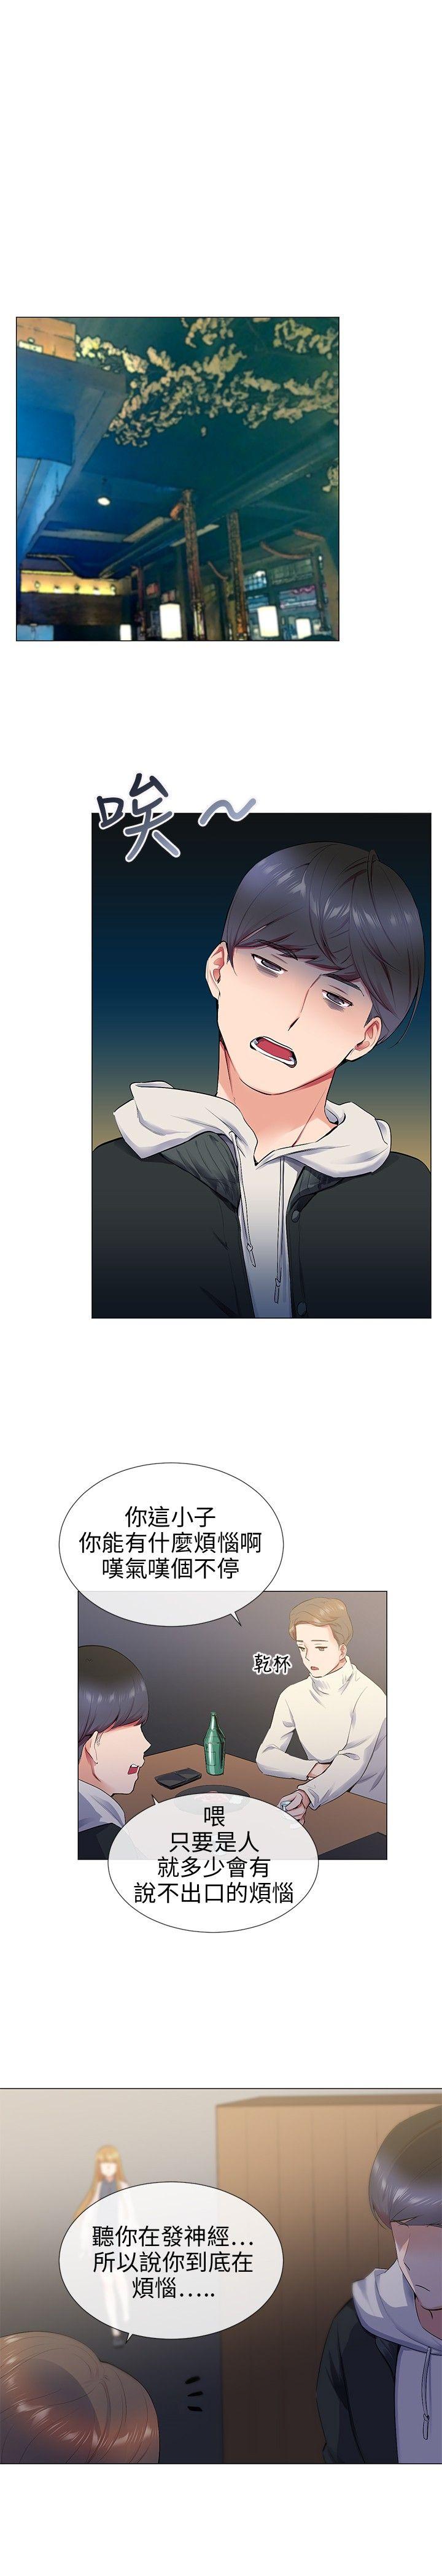 唉~
你這小子
你能有什麼煩惱啊
嘆氣嘆個不停
乾杯
喂
只要是人
就多少會有
說不出口的煩惱
聽你在發神經…
所以說你到底在
煩惱…..